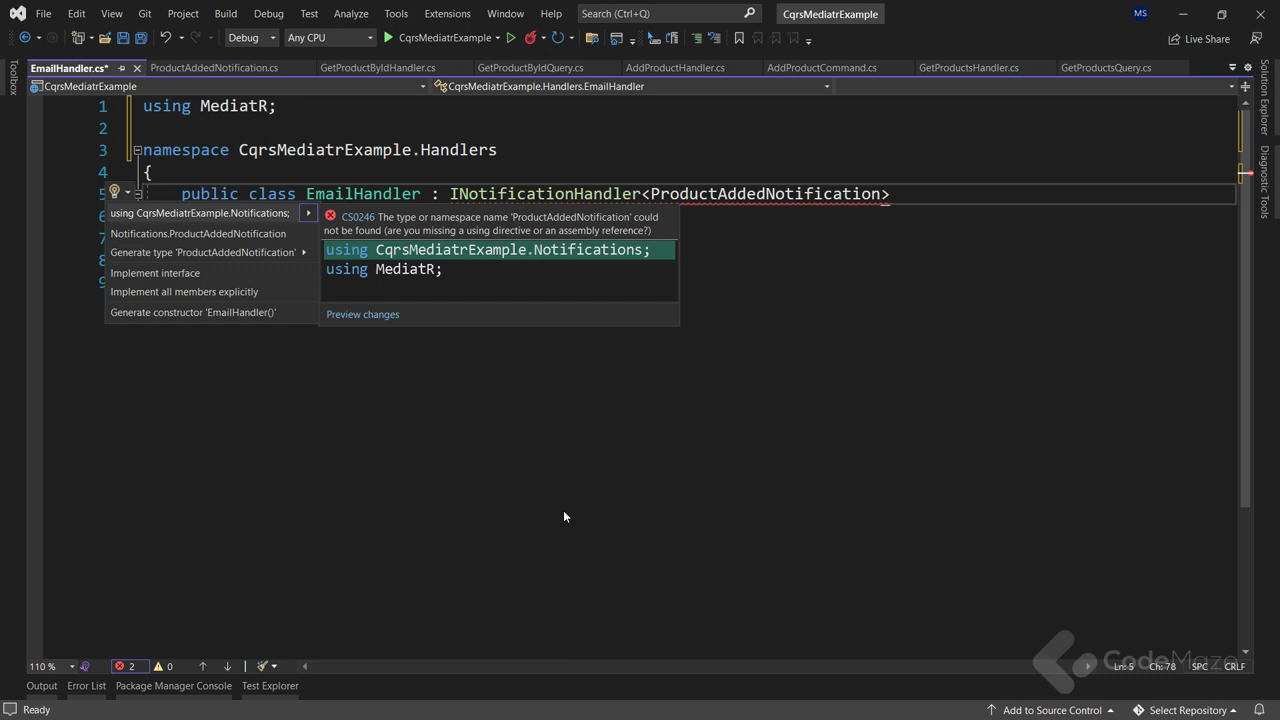 File Edit View Git Project Build Debug Test Analyze Tools Extensions Window Help Search (Ctrl+Q) CqrsMediatrExample MS
Debug Any CPU CqrsMediatrExample Live Share
EmailHandler.cs* ProductAddedNotification.cs GetProductByIdHandler.cs GetProductByIdQuery.cs AddProductHandler.cs AddProductCommand.cs GetProductsHandler.cs GetProductsQuery.cs
Toolbox
CqrsMediatrExample CqrsMediatrExample.Handlers.EmailHandler
Solution Explorer
Diagnostic Tools
1 using MediatR;
2
3 namespace CqrsMediatrExample.Handlers
4 {
5 public class EmailHandler : INotificationHandler<ProductAddedNotification>
using CqrsMediatrExample.Notifications;
Notifications.ProductAddedNotification
Generate type 'ProductAddedNotification'
Implement interface
Implement all members explicitly
Generate constructor 'EmailHandler()'
CS0246 The type or namespace name 'ProductAddedNotification' could
not be found (are you missing a using directive or an assembly reference?)
using CqrsMediatrExample.Notifications;
using MediatR;
Preview changes
CodeMaze
110 % 2 0 Ln: 5 Ch: 78 SPC CRLF
Output Error List Package Manager Console Test Explorer
Ready Add to Source Control Select Repository